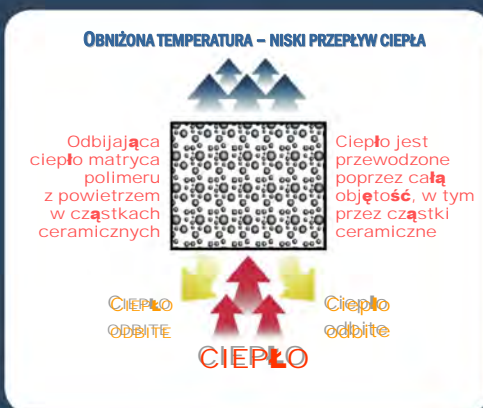 OBNIŻONA TEMPERATURA – NISKI PRZEPŁYW CIEPŁA
Odbijająca
ciepło matryca
polimeru
z powietrzem
w cząstkach
ceramicznych
Ciepło jest
przewodzone
poprzez całą
objętość, w tym
przez cząstki
ceramiczne
CIEPŁO
ODBITE
Ciepło
odbite
CIEPŁO